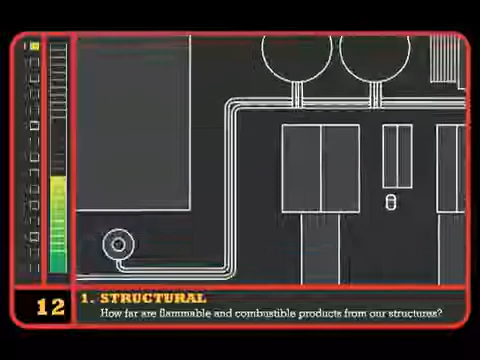 12
1. STRUCTURAL
How far are flammable and combustible products from our structures?